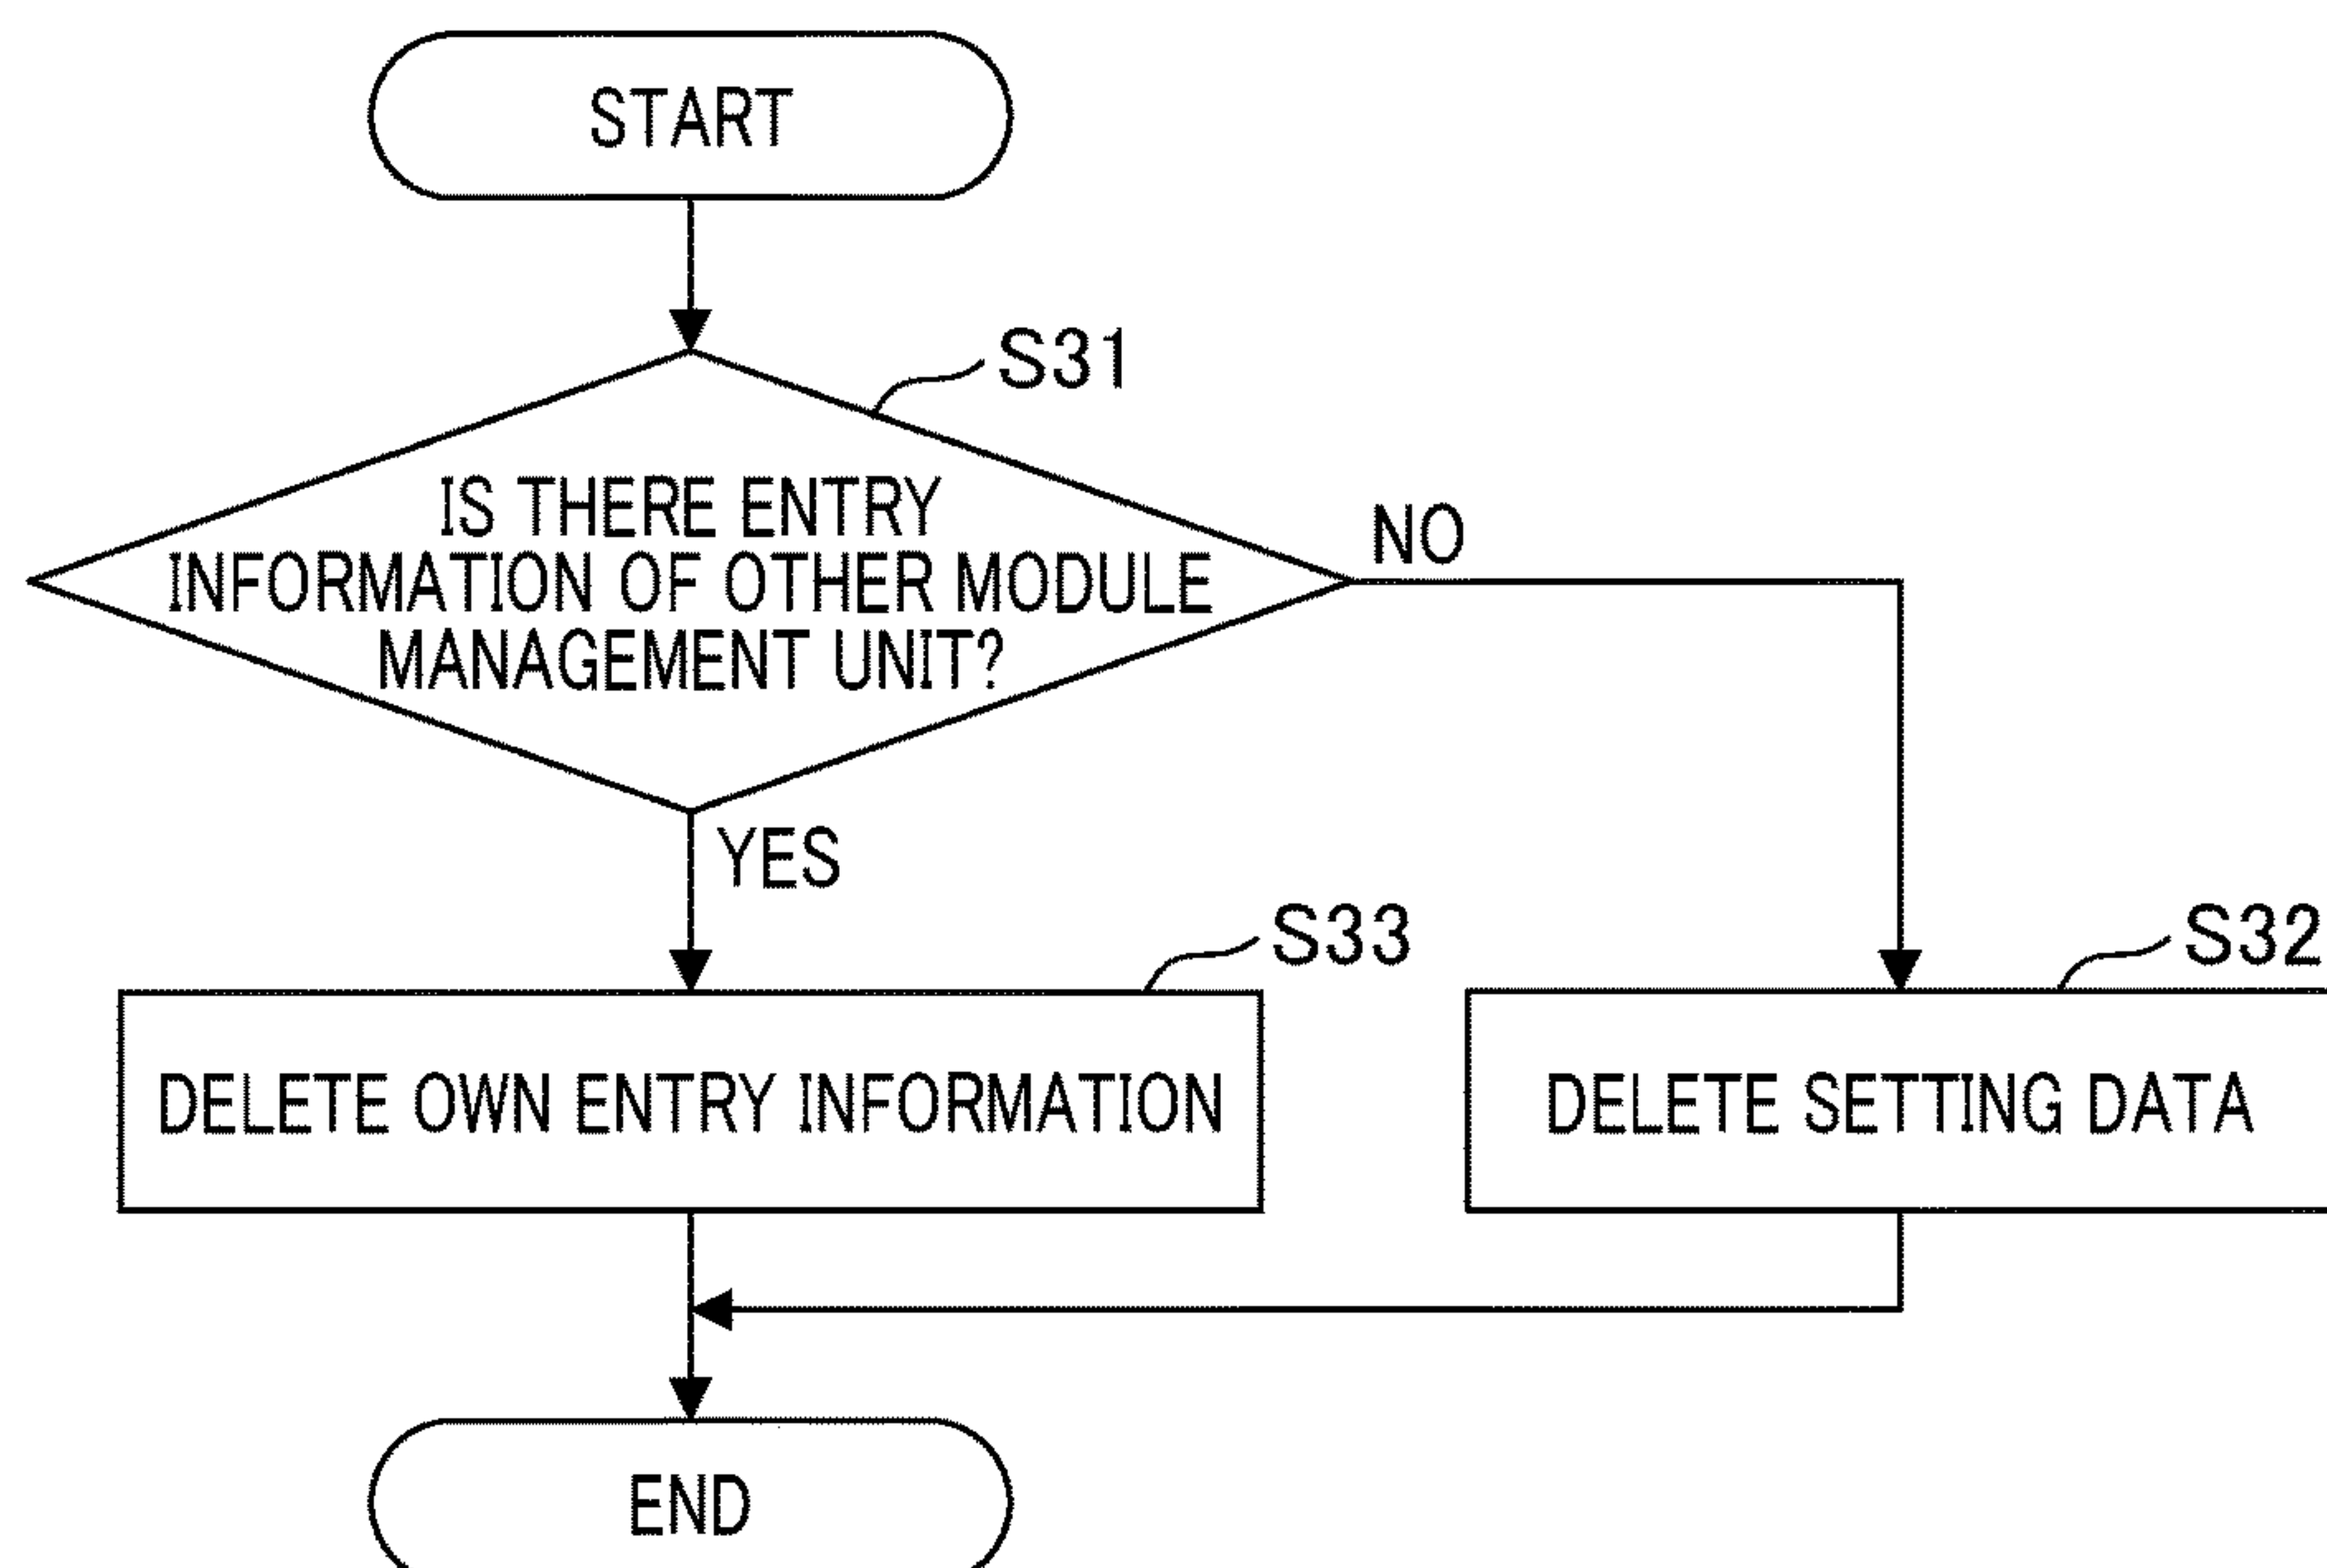 START
S31
IS THERE ENTRY
INFORMATION OF OTHER MODULE
MANAGEMENT UNIT?
NO
YES
S33
S32
DELETE OWN ENTRY INFORMATION
DELETE SETTING DATA
END